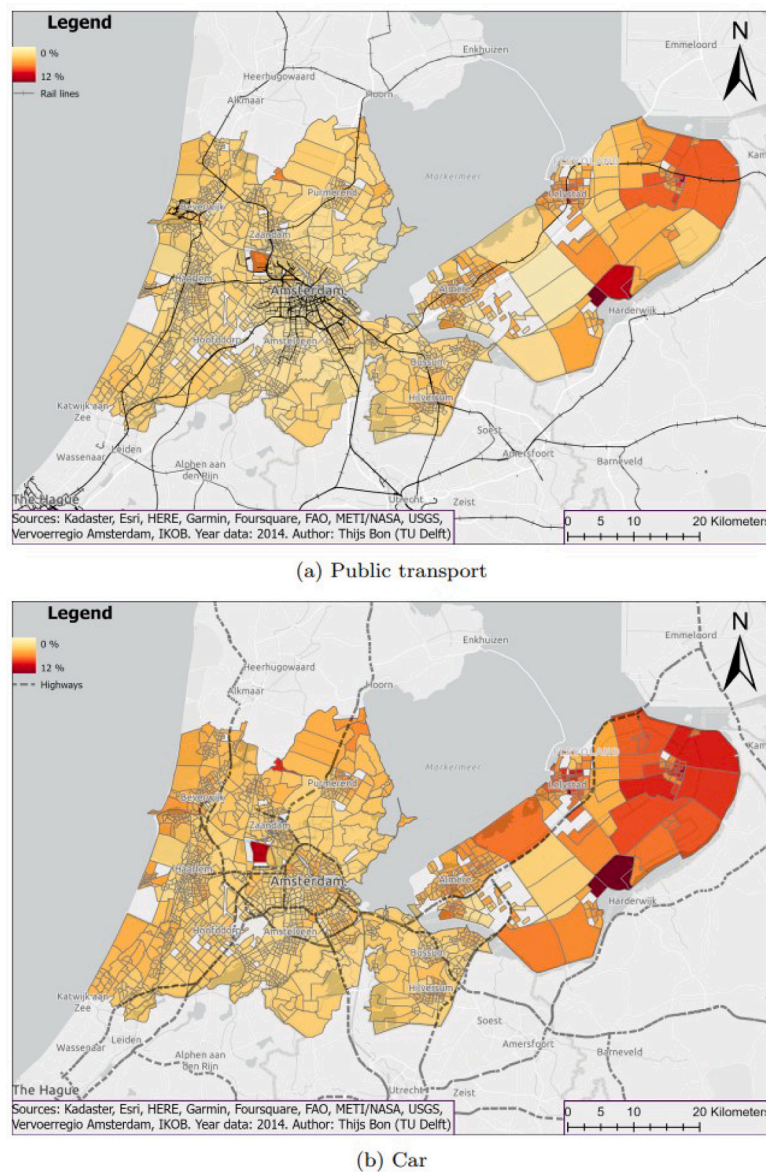 Legend
0 %
12 %
Rail lines
N
Enkhuizen
Emmeloord
Heerhugowaard
Alkmaar
Hoorn
Kam
Markermeer
Lelystad
Purmerend
Beverwijk
Zaandam
Haarlem
Amsterdam
Almere
Harderwijk
Hoofddorp
Amstelveen
Bussum
Hilversum
Katwijk aan
Zee
Soest
Leiden
Amersfoort
Wassenaar
Alphen aan
den Rijn
Barneveld
The Hague
Utrecht
Zeist
Sources: Kadaster, Esri, HERE, Garmin, Foursquare, FAO, METI/NASA, USGS,
Vervoerregio Amsterdam, IKOB. Year data: 2014. Author: Thijs Bon (TU Delft)
0 5 10 20 Kilometers
(a) Public transport
Legend
0 %
12 %
Highways
N
Enkhuizen
Emmeloord
Heerhugowaard
Alkmaar
Hoorn
Kam
Markermeer
Lelystad
Purmerend
Beverwijk
Zaandam
Haarlem
Amsterdam
Almere
Harderwijk
Hoofddorp
Amstelveen
Bussum
Hilversum
Katwijk aan
Zee
Soest
Leiden
Amersfoort
Wassenaar
Alphen aan
den Rijn
Barneveld
The Hague
Utrecht
Zeist
Sources: Kadaster, Esri, HERE, Garmin, Foursquare, FAO, METI/NASA, USGS,
Vervoerregio Amsterdam, IKOB. Year data: 2014. Author: Thijs Bon (TU Delft)
0 5 10 20 Kilometers
(b) Car